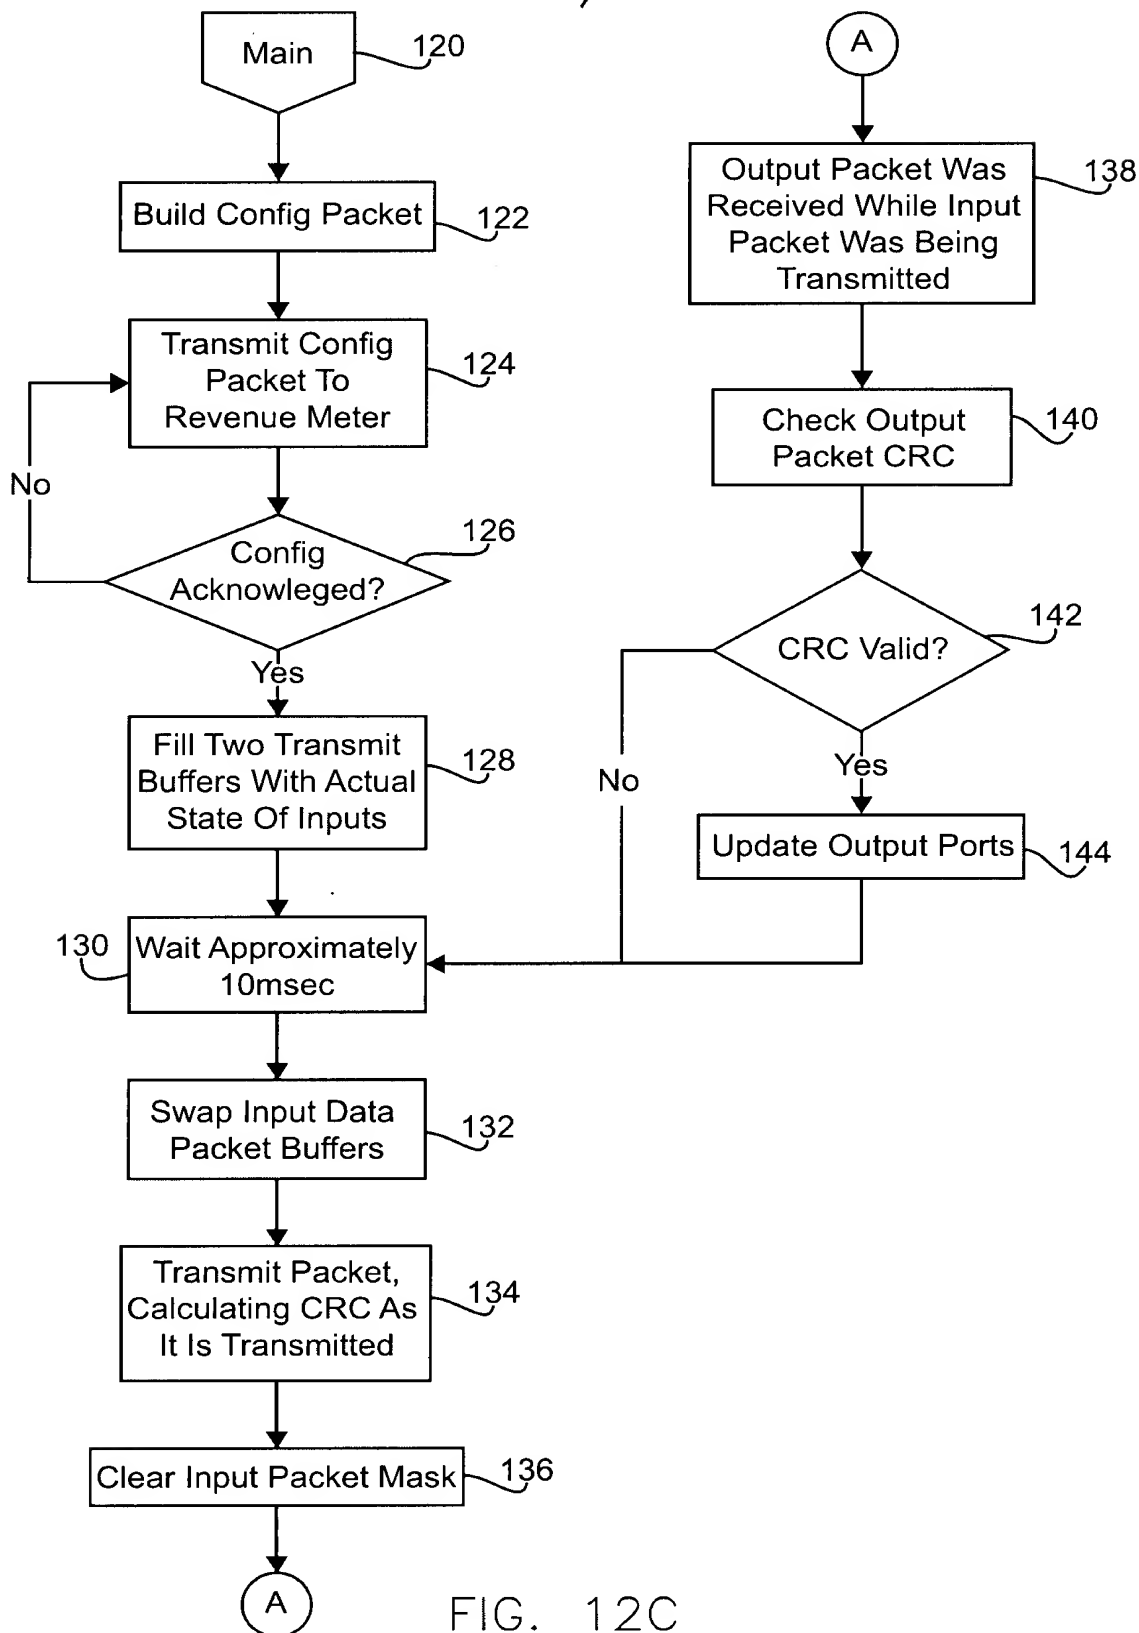 Main
120
Build Config Packet
122
Transmit Config
Packet To
Revenue Meter
124
No
Config
Acknowleged?
126
Yes
Fill Two Transmit
Buffers With Actual
State Of Inputs
128
130
Wait Approximately
10msec
Swap Input Data
Packet Buffers
132
Transmit Packet,
Calculating CRC As
It Is Transmitted
134
Clear Input Packet Mask
136
A
A
Output Packet Was
Received While Input
Packet Was Being
Transmitted
138
Check Output
Packet CRC
140
CRC Valid?
142
No
Yes
Update Output Ports
144
FIG. 12C